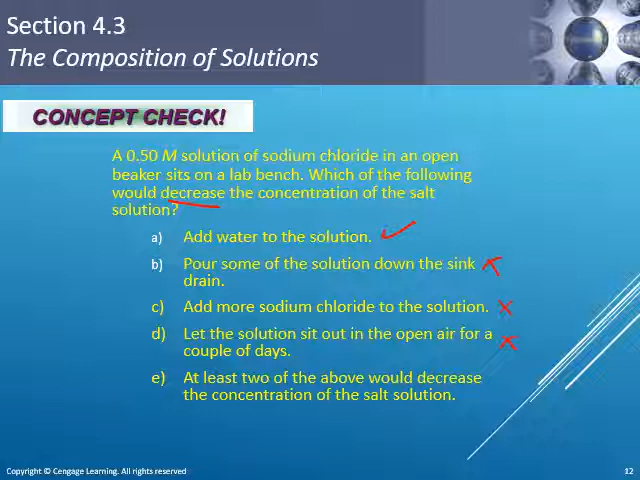 Section 4.3
The Composition of Solutions
CONCEPT CHECK!
A 0.50 M solution of sodium chloride in an open
beaker sits on a lab bench. Which of the following
would decrease the concentration of the salt
solution?
a) Add water to the solution.
b) Pour some of the solution down the sink
drain.
c) Add more sodium chloride to the solution.
d) Let the solution sit out in the open air for a
couple of days.
e) At least two of the above would decrease
the concentration of the salt solution.
Copyright © Cengage Learning. All rights reserved
12